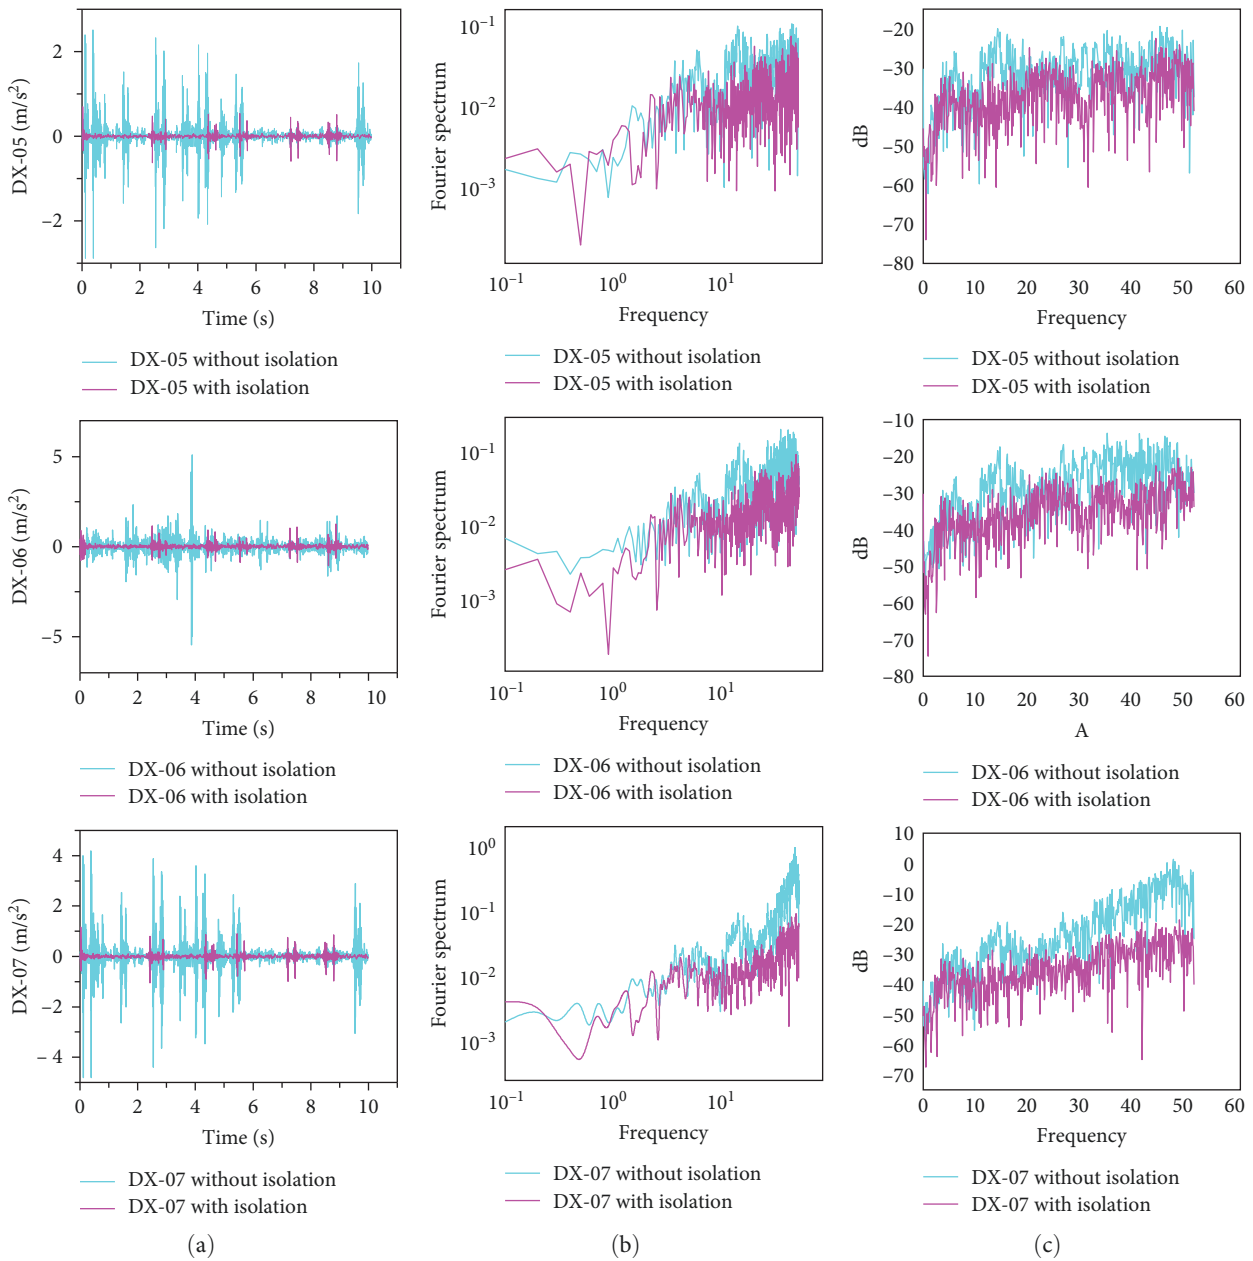 DX-05 (m/s²)
2
0
−2
0 2 4 6 8 10
Time (s)
DX-05 without isolation
DX-05 with isolation
Fourier spectrum
10⁻¹
10⁻²
10⁻³
10⁻¹ 10⁰ 10¹
Frequency
DX-05 without isolation
DX-05 with isolation
dB
−20
−30
−40
−50
−60
−70
−80
0 10 20 30 40 50 60
Frequency
DX-05 without isolation
DX-05 with isolation
DX-06 (m/s²)
5
0
−5
0 2 4 6 8 10
Time (s)
DX-06 without isolation
DX-06 with isolation
Fourier spectrum
10⁻¹
10⁻²
10⁻³
10⁻¹ 10⁰ 10¹
Frequency
DX-06 without isolation
DX-06 with isolation
dB
−10
−20
−30
−40
−50
−60
−70
−80
0 10 20 30 40 50 60
A
DX-06 without isolation
DX-06 with isolation
DX-07 (m/s²)
4
2
0
−2
−4
0 2 4 6 8 10
Time (s)
DX-07 without isolation
DX-07 with isolation
Fourier spectrum
10⁰
10⁻¹
10⁻²
10⁻³
10⁻¹ 10⁰ 10¹
Frequency
DX-07 without isolation
DX-07 with isolation
dB
10
0
−10
−20
−30
−40
−50
−60
−70
0 10 20 30 40 50 60
Frequency
DX-07 without isolation
DX-07 with isolation
(a) (b) (c)